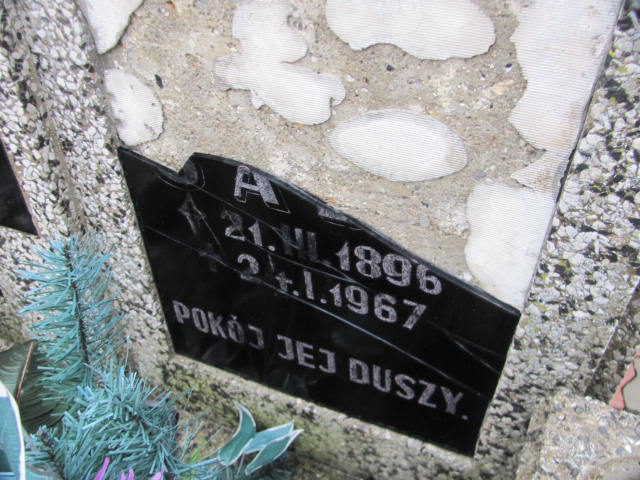 A
21.III.1896
24.I.1967
POKÓJ JEJ DUSZY.